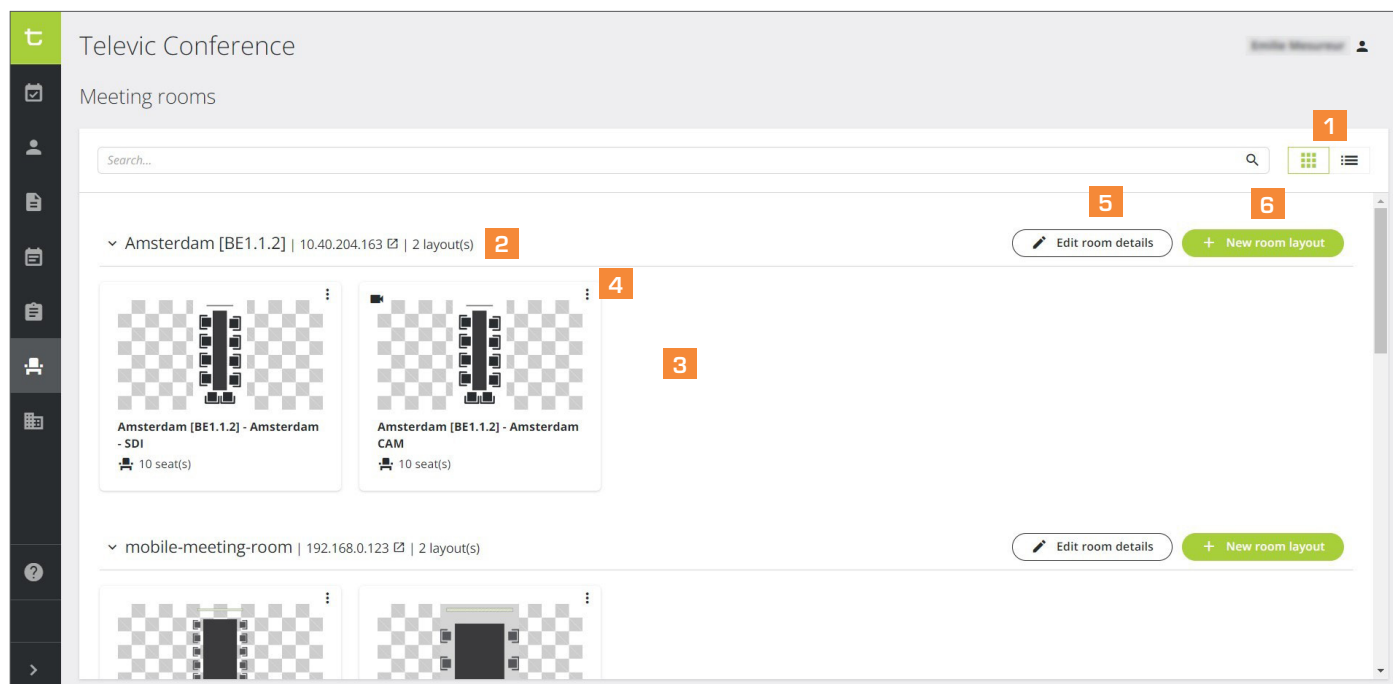 Televic Conference
Meeting rooms
1
Search...
5
6
Amsterdam [BE1.1.2] | 10.40.204.163 | 2 layout(s)
2
Edit room details
+ New room layout
4
3
Amsterdam [BE1.1.2] - Amsterdam
- SDI
10 seat(s)
Amsterdam [BE1.1.2] - Amsterdam
CAM
10 seat(s)
mobile-meeting-room | 192.168.0.123 | 2 layout(s)
Edit room details
+ New room layout